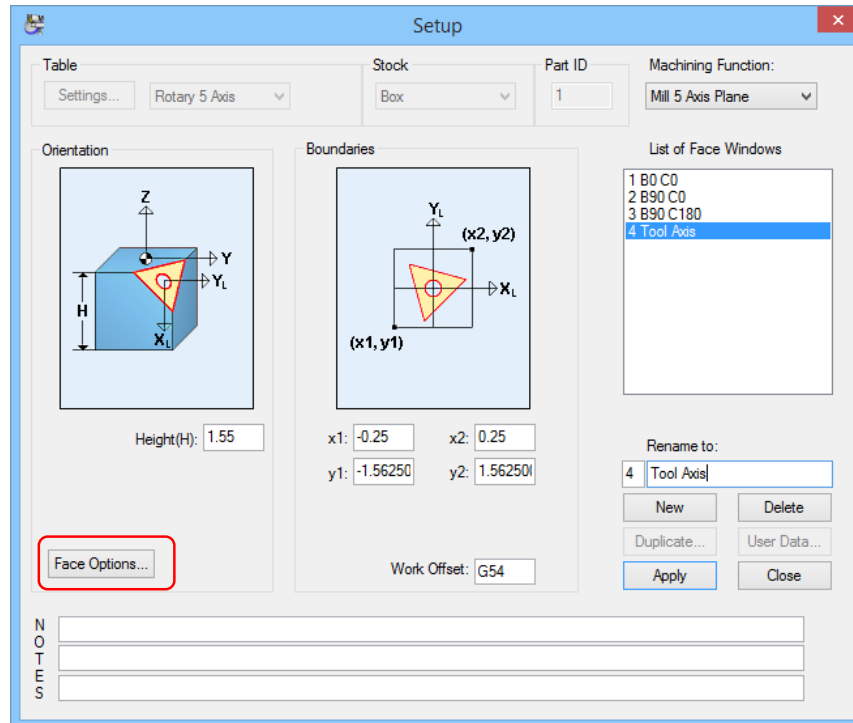 Setup
Table
Settings...
Rotary 5 Axis
Stock
Box
Part ID
1
Machining Function:
Mill 5 Axis Plane
Orientation
Z
Y
YL
H
XL
Height(H): 1.55
Face Options...
Boundaries
YL
(x2, y2)
XL
(x1, y1)
x1: -0.25 x2: 0.25
y1: -1.56250 y2: 1.56250
Work Offset: G54
List of Face Windows
1 B0 C0
2 B90 C0
3 B90 C180
4 Tool Axis
Rename to:
4 Tool Axis
New Delete
Duplicate... User Data...
Apply Close
NOTES